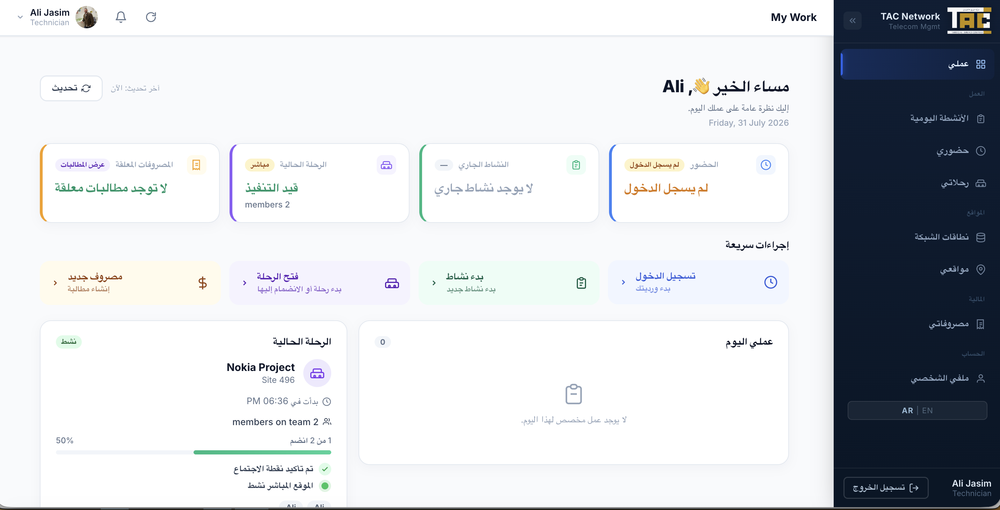 TAC Network
Telecom Mgmt
TAC
TAREEQ AL-AHMADI COMPANY
My Work
Ali Jasim
Technician
عملي
العمل
الأنشطة اليومية
حضوري
رحلاتي
المواقع
نطاقات الشبكة
مواقعي
المالية
مصروفاتي
الحساب
ملفي الشخصي
AR | EN
Ali Jasim
Technician
تسجيل الخروج
مساء الخير 👋, Ali
إليك نظرة عامة على عملك اليوم.
Friday, 31 July 2026
آخر تحديث: الآن
تحديث
الحضور
لم يسجل الدخول
لم يسجل الدخول
النشاط الجاري
—
لا يوجد نشاط جاري
الرحلة الحالية
مباشر
قيد التنفيذ
members 2
المصروفات المعلقة
عرض المطالبات
لا توجد مطالبات معلقة
إجراءات سريعة
تسجيل الدخول
بدء ورديتك
بدء نشاط
بدء نشاط جديد
فتح الرحلة
بدء رحلة أو الانضمام إليها
مصروف جديد
إنشاء مطالبة
عملي اليوم
0
لا يوجد عمل مخصص لهذا اليوم.
الرحلة الحالية
نشط
Nokia Project
Site 496
بدأت في 06:36 PM
members on team 2
1 من 2 انضم
50%
تم تأكيد نقطة الاجتماع
الموقع المباشر نشط
Ali
Ali